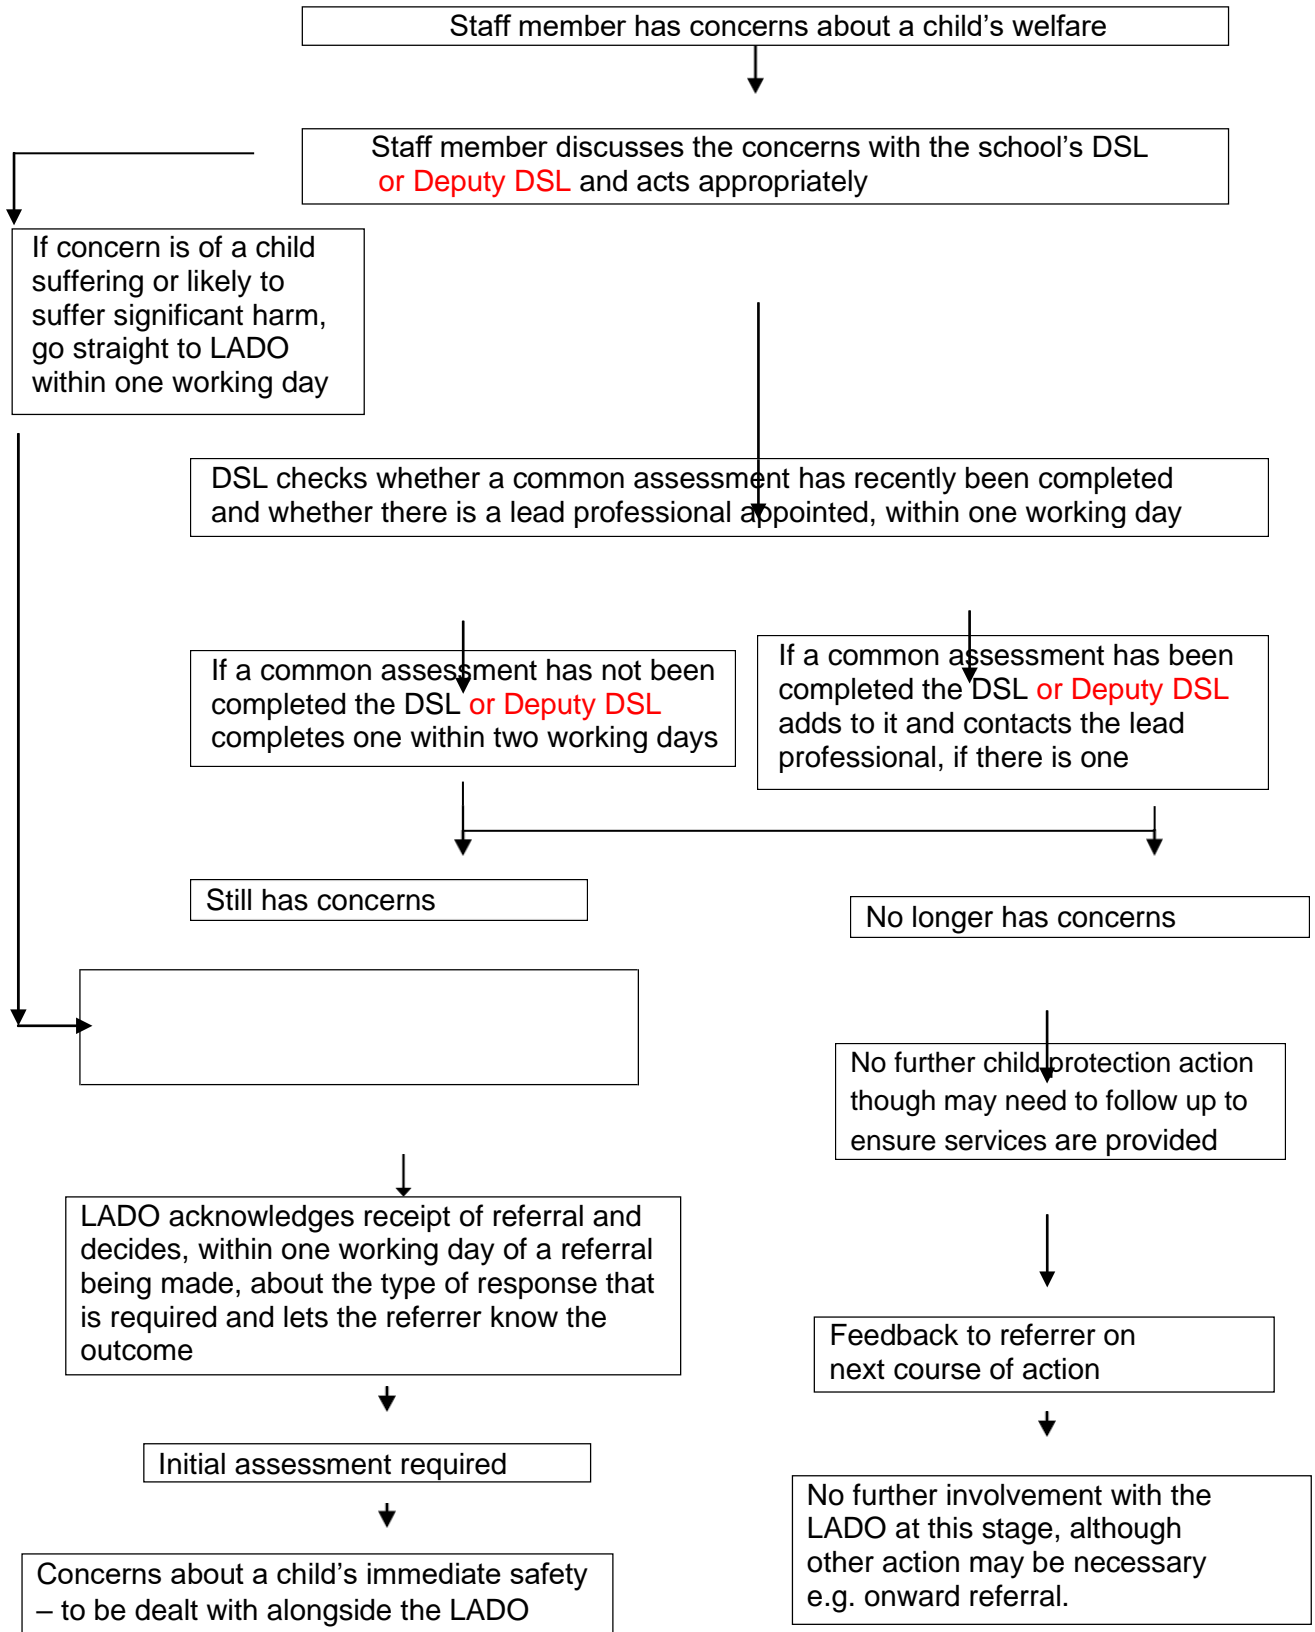 Staff member has concerns about a child’s welfare
Staff member discusses the concerns with the school’s DSL
or Deputy DSL and acts appropriately
If concern is of a child
suffering or likely to
suffer significant harm,
go straight to LADO
within one working day
DSL checks whether a common assessment has recently been completed
and whether there is a lead professional appointed, within one working day
If a common assessment has not been
completed the DSL or Deputy DSL
completes one within two working days
If a common assessment has been
completed the DSL or Deputy DSL
adds to it and contacts the lead
professional, if there is one
Still has concerns
No longer has concerns
No further child protection action
though may need to follow up to
ensure services are provided
LADO acknowledges receipt of referral and
decides, within one working day of a referral
being made, about the type of response that
is required and lets the referrer know the
outcome
Feedback to referrer on
next course of action
Initial assessment required
No further involvement with the
LADO at this stage, although
other action may be necessary
e.g. onward referral.
Concerns about a child’s immediate safety
– to be dealt with alongside the LADO